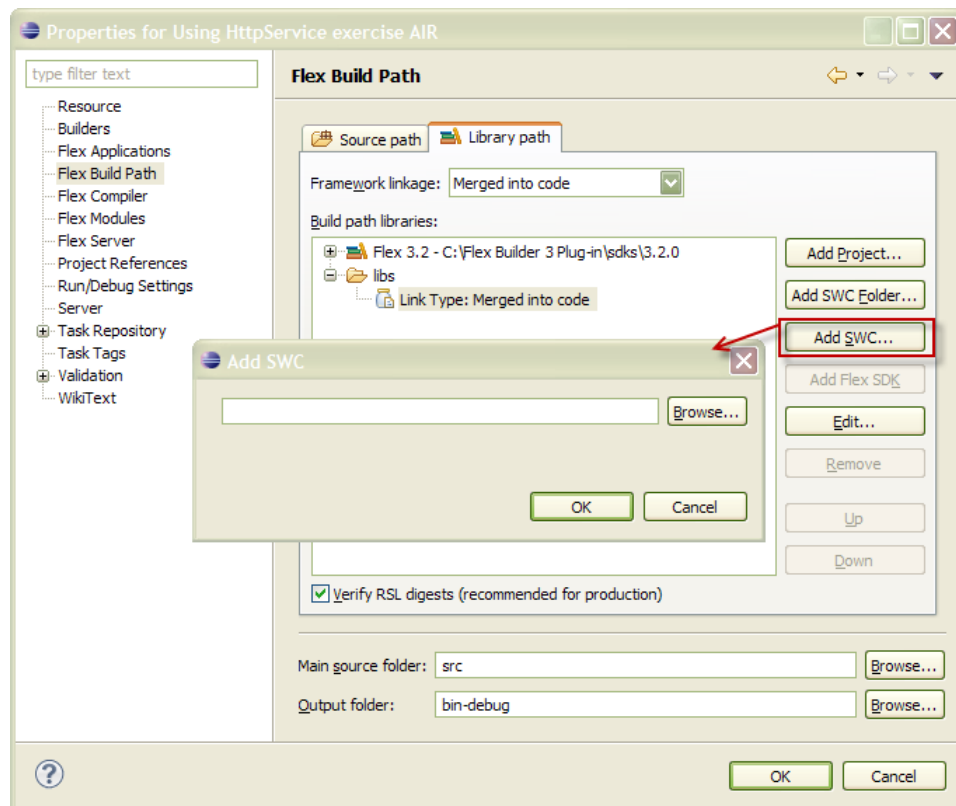 Properties for Using HttpService exercise AIR
type filter text
Resource
Builders
Flex Applications
Flex Build Path
Flex Compiler
Flex Modules
Flex Server
Project References
Run/Debug Settings
Server
Task Repository
Task Tags
Validation
WikiText
Flex Build Path
Source path
Library path
Framework linkage: Merged into code
Build path libraries:
Flex 3.2 - C:\Flex Builder 3 Plug-in\sdks\3.2.0
libs
Link Type: Merged into code
Add Project...
Add SWC Folder...
Add SWC...
Add Flex SDK
Edit...
Remove
Up
Down
Add SWC
Browse...
OK
Cancel
Verify RSL digests (recommended for production)
Main source folder: src
Browse...
Output folder: bin-debug
Browse...
?
OK
Cancel